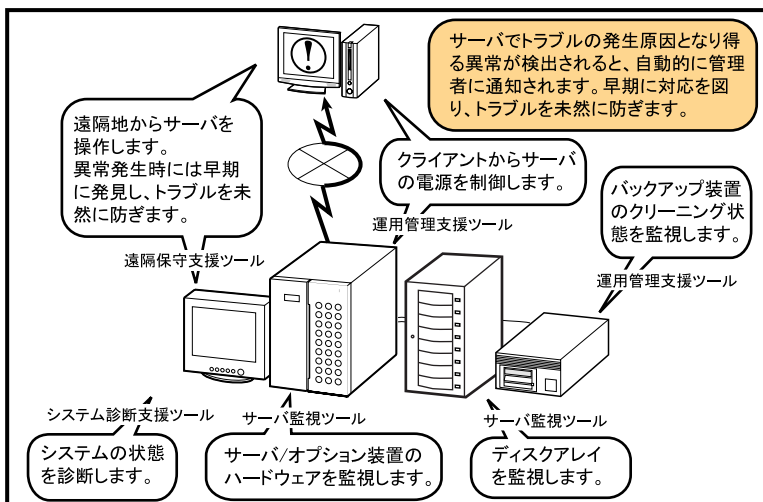 サーバでトラブルの発生原因となり得
る異常が検出されると、自動的に管理
者に通知されます。早期に対応を図
り、トラブルを未然に防ぎます。
遠隔地からサーバを
操作します。
異常発生時には早期
に発見し、トラブルを未
然に防ぎます。
遠隔保守支援ツール
クライアントからサーバ
の電源を制御します。
運用管理支援ツール
バックアップ装置
のクリーニング状
態を監視します。
運用管理支援ツール
システム診断支援ツール
システムの状態
を診断します。
サーバ監視ツール
サーバ/オプション装置の
ハードウェアを監視します。
サーバ監視ツール
ディスクアレイ
を監視します。